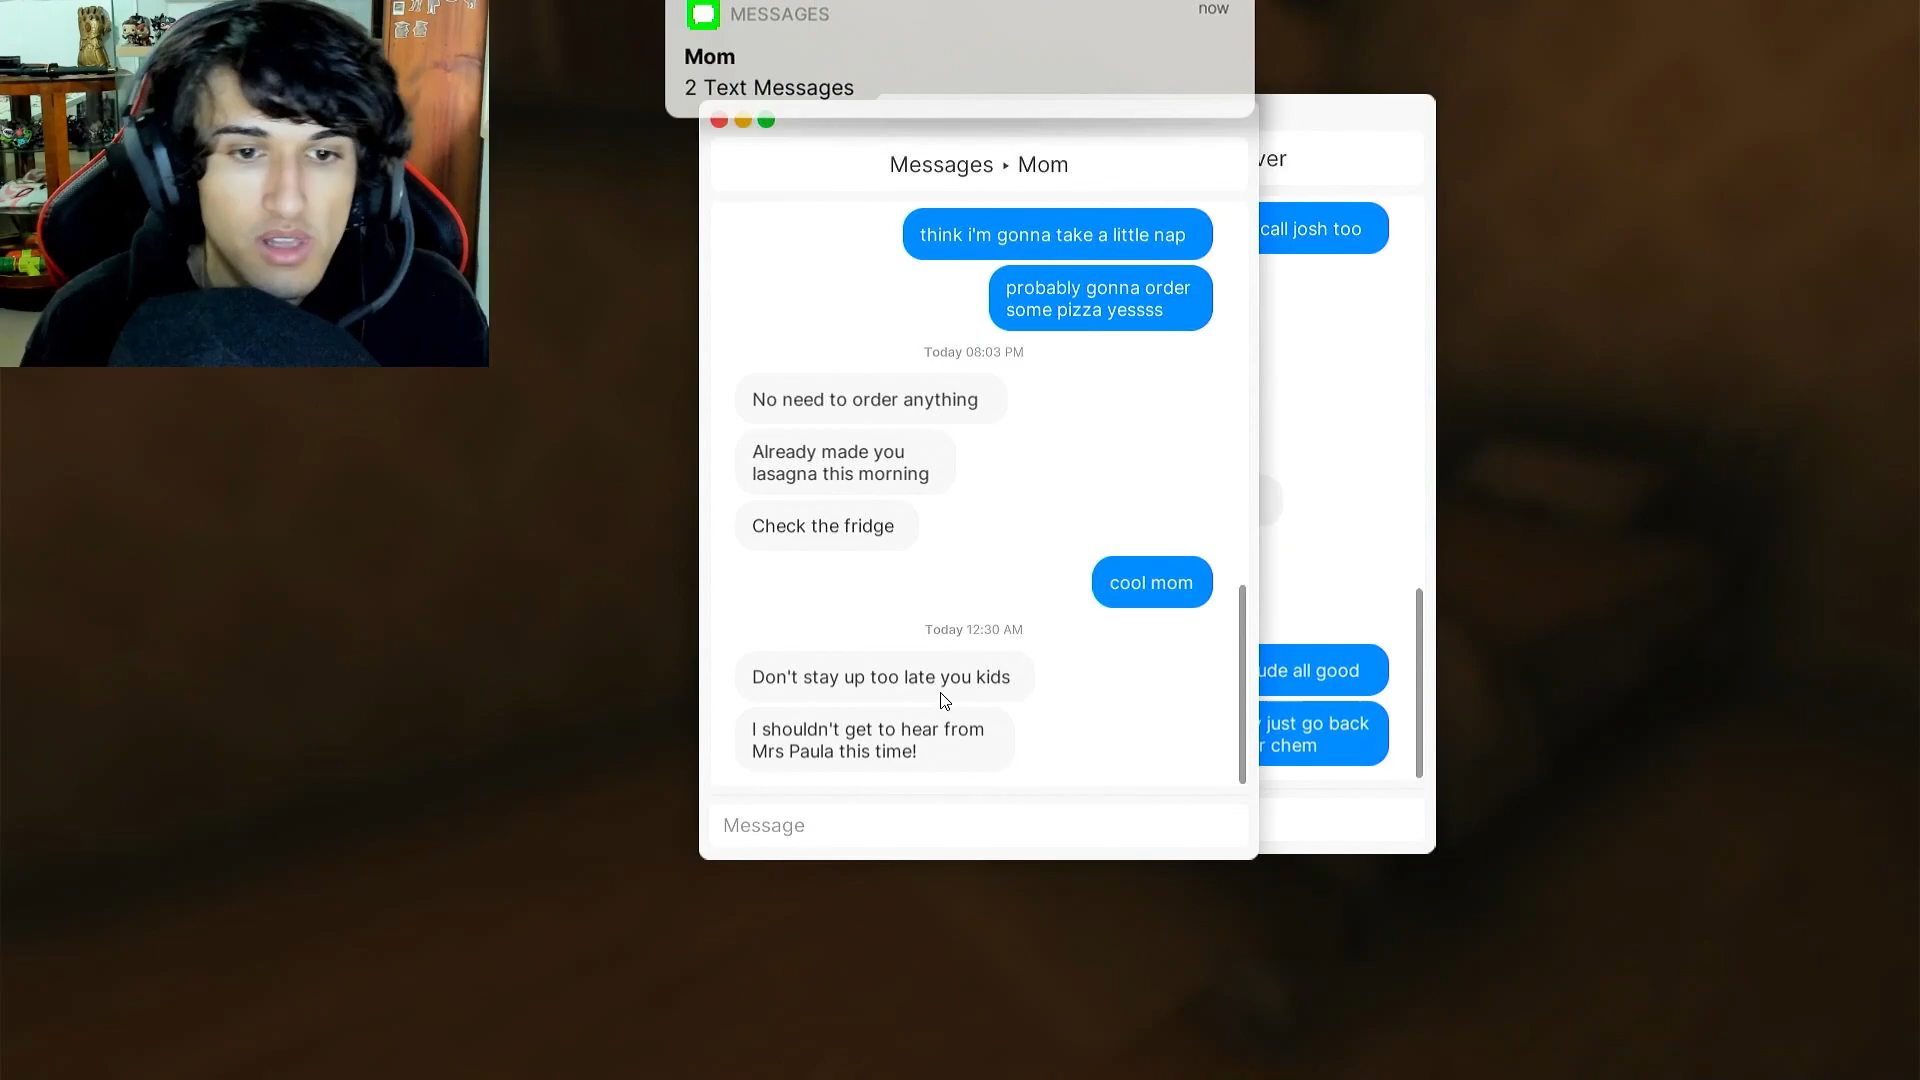 MESSAGES
now
Mom
2 Text Messages
Messages ‣ Mom
think i'm gonna take a little nap
probably gonna order
some pizza yessss
Today 08:03 PM
No need to order anything
Already made you
lasagna this morning
Check the fridge
cool mom
Today 12:30 AM
Don't stay up too late you kids
I shouldn't get to hear from
Mrs Paula this time!
Message
ver
call josh too
ude all good
just go back
r chem